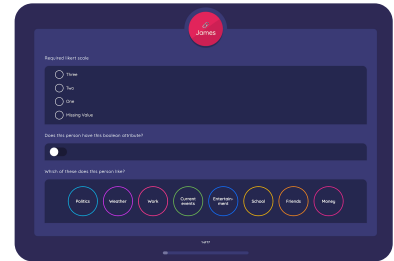 James
Required likert scale
Three
Two
One
Missing Value
Does this person have this boolean attribute?
Which of these does this person like?
Politics
Weather
Work
Current
events
Entertain-
ment
School
Friends
Money